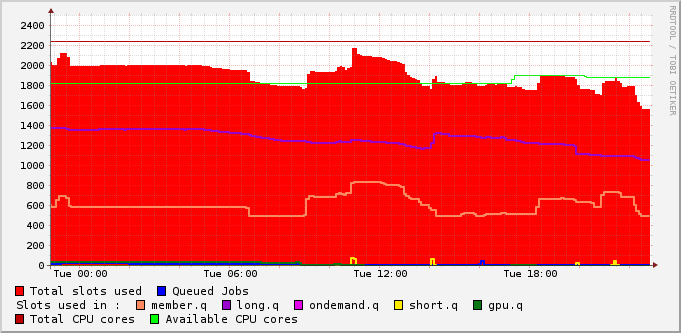 RRDTOOL / TOBI OETIKER
2400
2200
2000
1800
1600
1400
1200
1000
800
600
400
200
0
Tue 00:00 Tue 06:00 Tue 12:00 Tue 18:00
Total slots used Queued Jobs
Slots used in : member.q long.q ondemand.q short.q gpu.q
Total CPU cores Available CPU cores